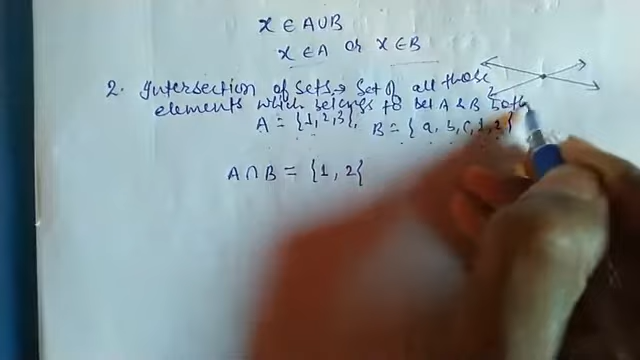 x ∈ A∪B
x ∈ A or x ∈ B
2. Intersection of sets → Set of all those
elements which belongs to set A & B both
A = {1,2,3}, B = {a, b, c, 1, 2}
A ∩ B = {1, 2{